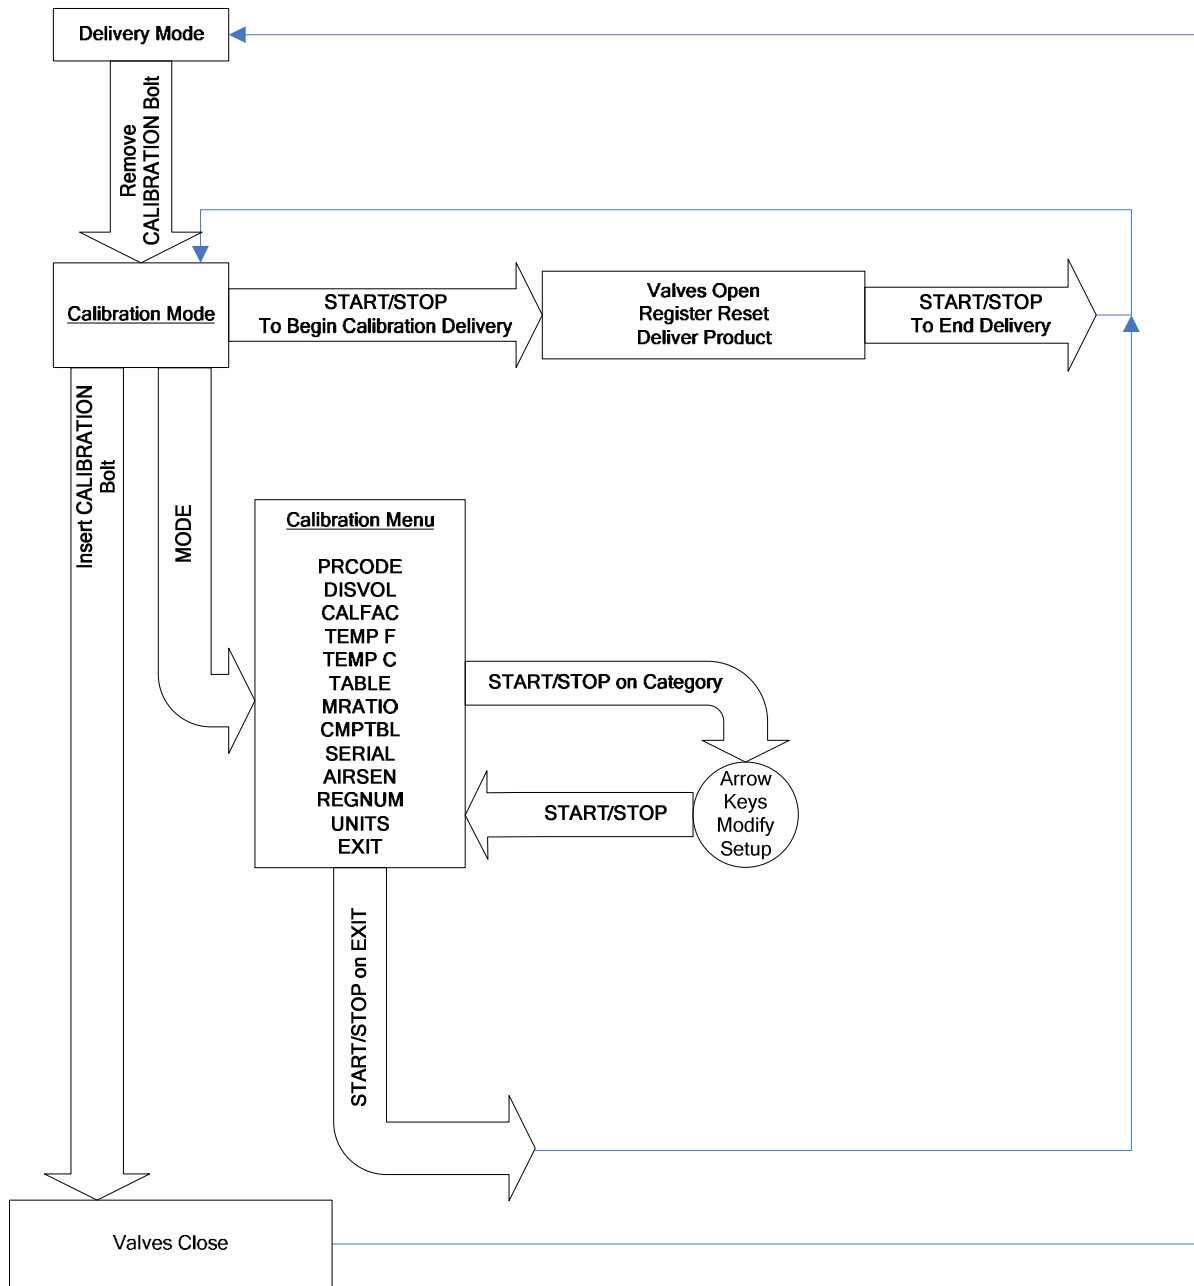 Delivery Mode
Remove
CALIBRATION Bolt
Calibration Mode
START/STOP
To Begin Calibration Delivery
Valves Open
Register Reset
Deliver Product
START/STOP
To End Delivery
Insert CALIBRATION
Bolt
MODE
Calibration Menu
PRCODE
DISVOL
CALFAC
TEMP F
TEMP C
TABLE
MRATIO
CMPTBL
SERIAL
AIRSEN
REGNUM
UNITS
EXIT
START/STOP on Category
Arrow
Keys
Modify
Setup
START/STOP
START/STOP on EXIT
Valves Close